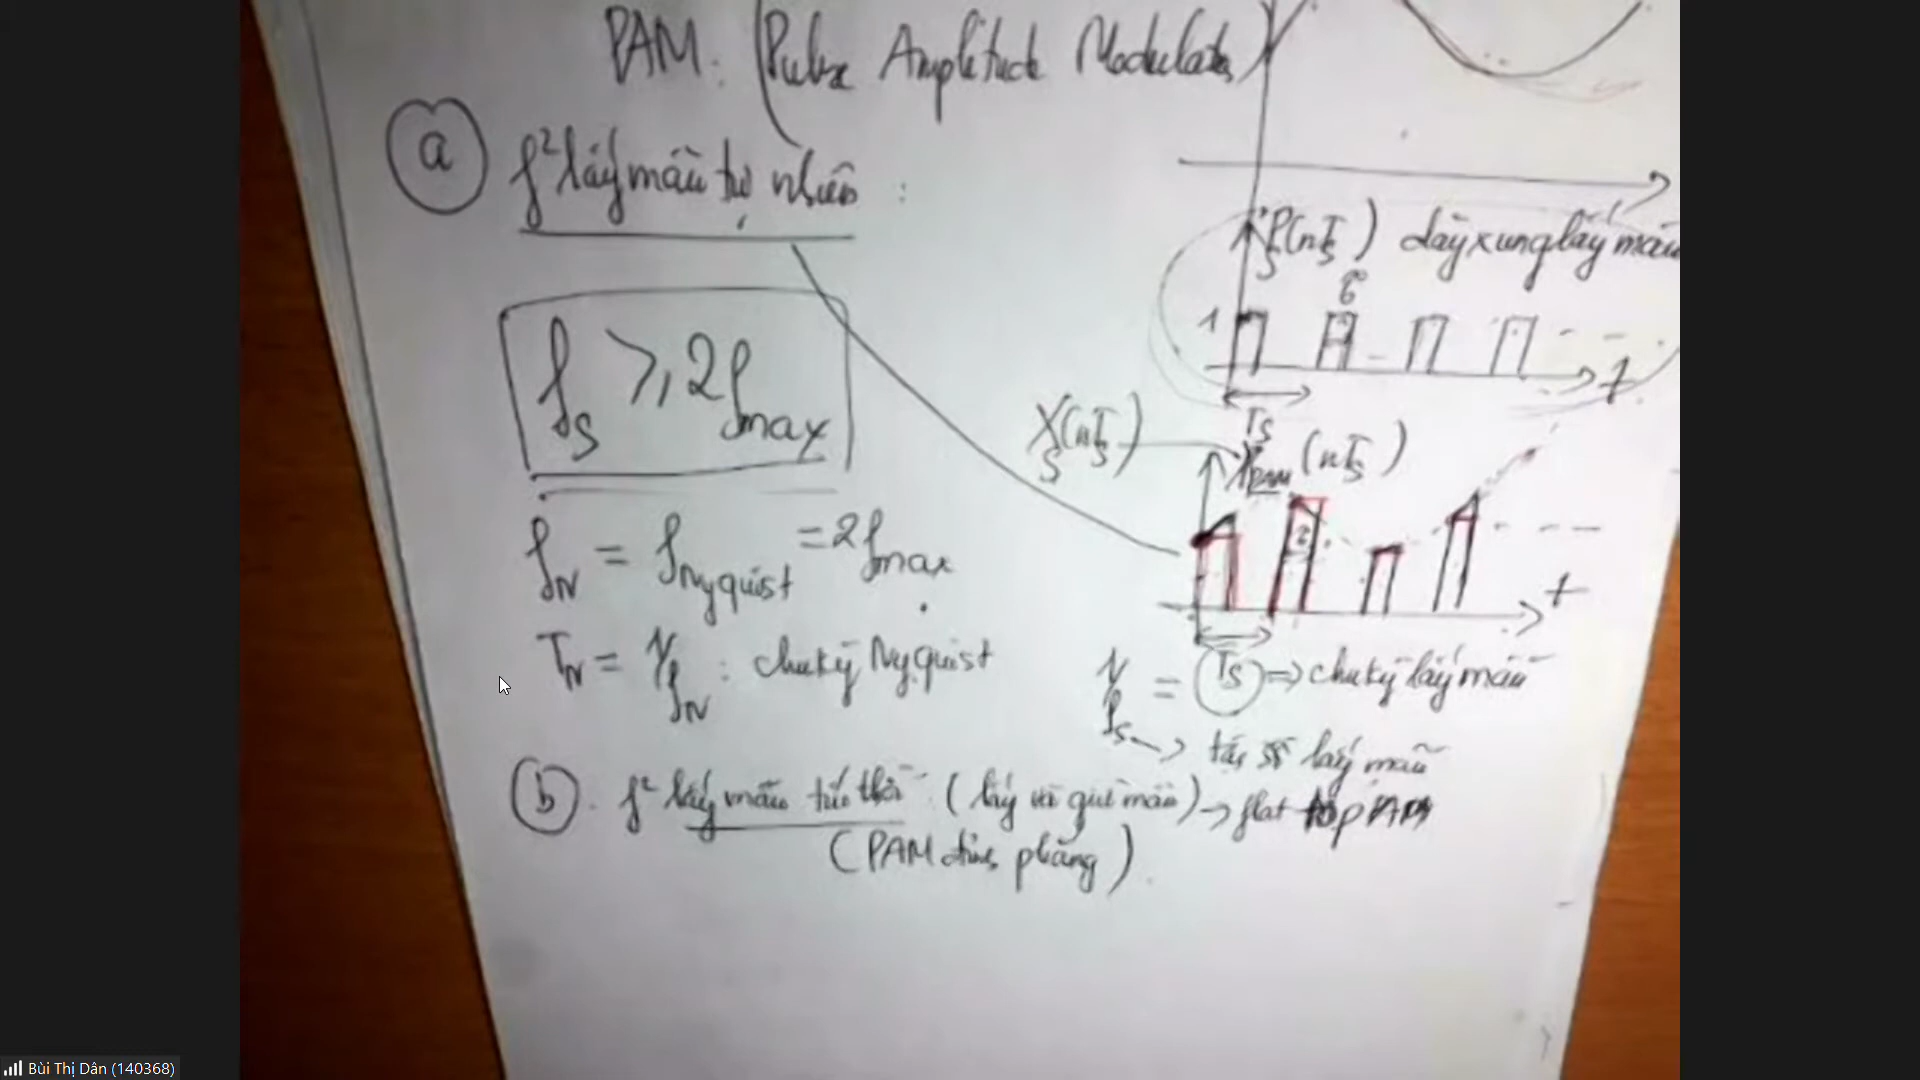 PAM: (Pulse Amplitude Modulation)
a
f² lấy mẫu tự nhiên :
fs ≥ 2fmax
fN = fNyquist = 2fmax
TN = 1/fN : chu kỳ Nyquist
b. f² lấy mẫu tức thời (lấy và giữ mẫu) → flat top PAM
(PAM đỉnh phẳng)
PS(nTS) dãy xung lấy mẫu
1
τ
t
TS
XS(nTS)
XPAM(nTS)
2
t
1/fs = Ts ⇒ chu kỳ lấy mẫu
→ tần số lấy mẫu
Bùi Thị Dân (140368)